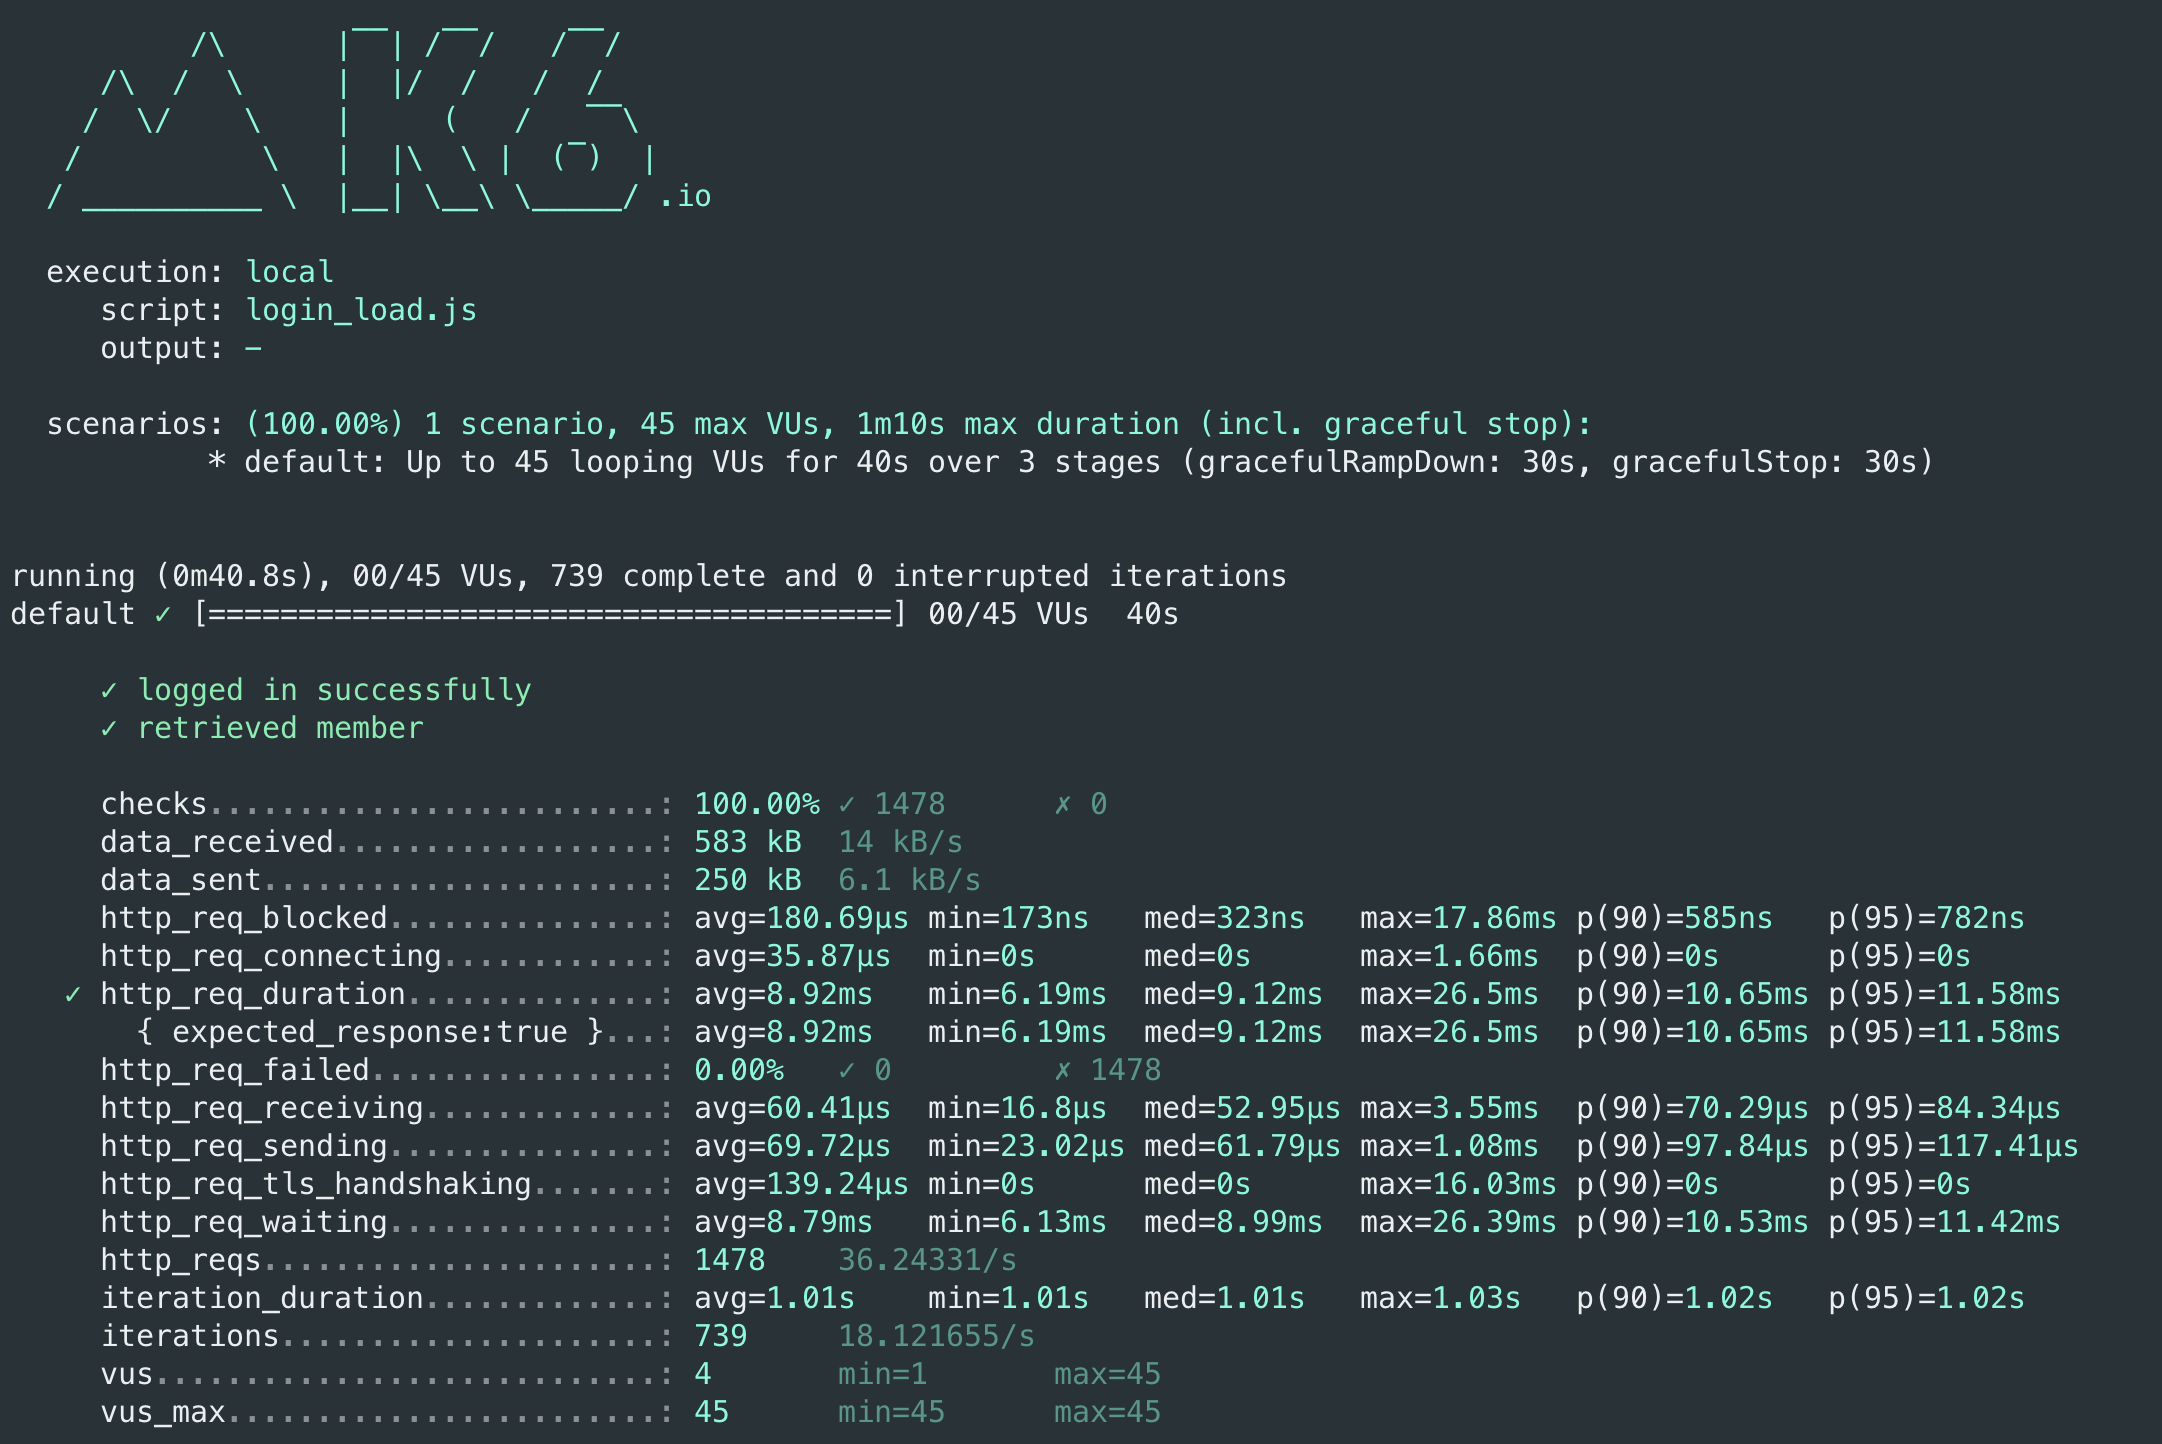 /\      |‾‾| /‾‾/   /‾‾/
     /\  /  \     |  |/  /   /  /
    /  \/    \    |     (   /   ‾‾\
   /          \   |  |\  \ |  (‾)  |
  / __________ \  |__| \__\ \_____/ .io

  execution: local
     script: login_load.js
     output: -

  scenarios: (100.00%) 1 scenario, 45 max VUs, 1m10s max duration (incl. graceful stop):
           * default: Up to 45 looping VUs for 40s over 3 stages (gracefulRampDown: 30s, gracefulStop: 30s)

running (0m40.8s), 00/45 VUs, 739 complete and 0 interrupted iterations
default ✓ [======================================] 00/45 VUs  40s

     ✓ logged in successfully
     ✓ retrieved member

     checks.........................: 100.00% ✓ 1478      ✗ 0
     data_received..................: 583 kB  14 kB/s
     data_sent......................: 250 kB  6.1 kB/s
     http_req_blocked...............: avg=180.69µs min=173ns   med=323ns   max=17.86ms p(90)=585ns   p(95)=782ns
     http_req_connecting............: avg=35.87µs  min=0s      med=0s      max=1.66ms  p(90)=0s      p(95)=0s
   ✓ http_req_duration..............: avg=8.92ms   min=6.19ms  med=9.12ms  max=26.5ms  p(90)=10.65ms p(95)=11.58ms
       { expected_response:true }...: avg=8.92ms   min=6.19ms  med=9.12ms  max=26.5ms  p(90)=10.65ms p(95)=11.58ms
     http_req_failed................: 0.00%   ✓ 0         ✗ 1478
     http_req_receiving.............: avg=60.41µs  min=16.8µs  med=52.95µs max=3.55ms  p(90)=70.29µs p(95)=84.34µs
     http_req_sending...............: avg=69.72µs  min=23.02µs med=61.79µs max=1.08ms  p(90)=97.84µs p(95)=117.41µs
     http_req_tls_handshaking.......: avg=139.24µs min=0s      med=0s      max=16.03ms p(90)=0s      p(95)=0s
     http_req_waiting...............: avg=8.79ms   min=6.13ms  med=8.99ms  max=26.39ms p(90)=10.53ms p(95)=11.42ms
     http_reqs......................: 1478    36.24331/s
     iteration_duration.............: avg=1.01s    min=1.01s   med=1.01s   max=1.03s   p(90)=1.02s   p(95)=1.02s
     iterations.....................: 739     18.121655/s
     vus............................: 4       min=1       max=45
     vus_max........................: 45      min=45      max=45